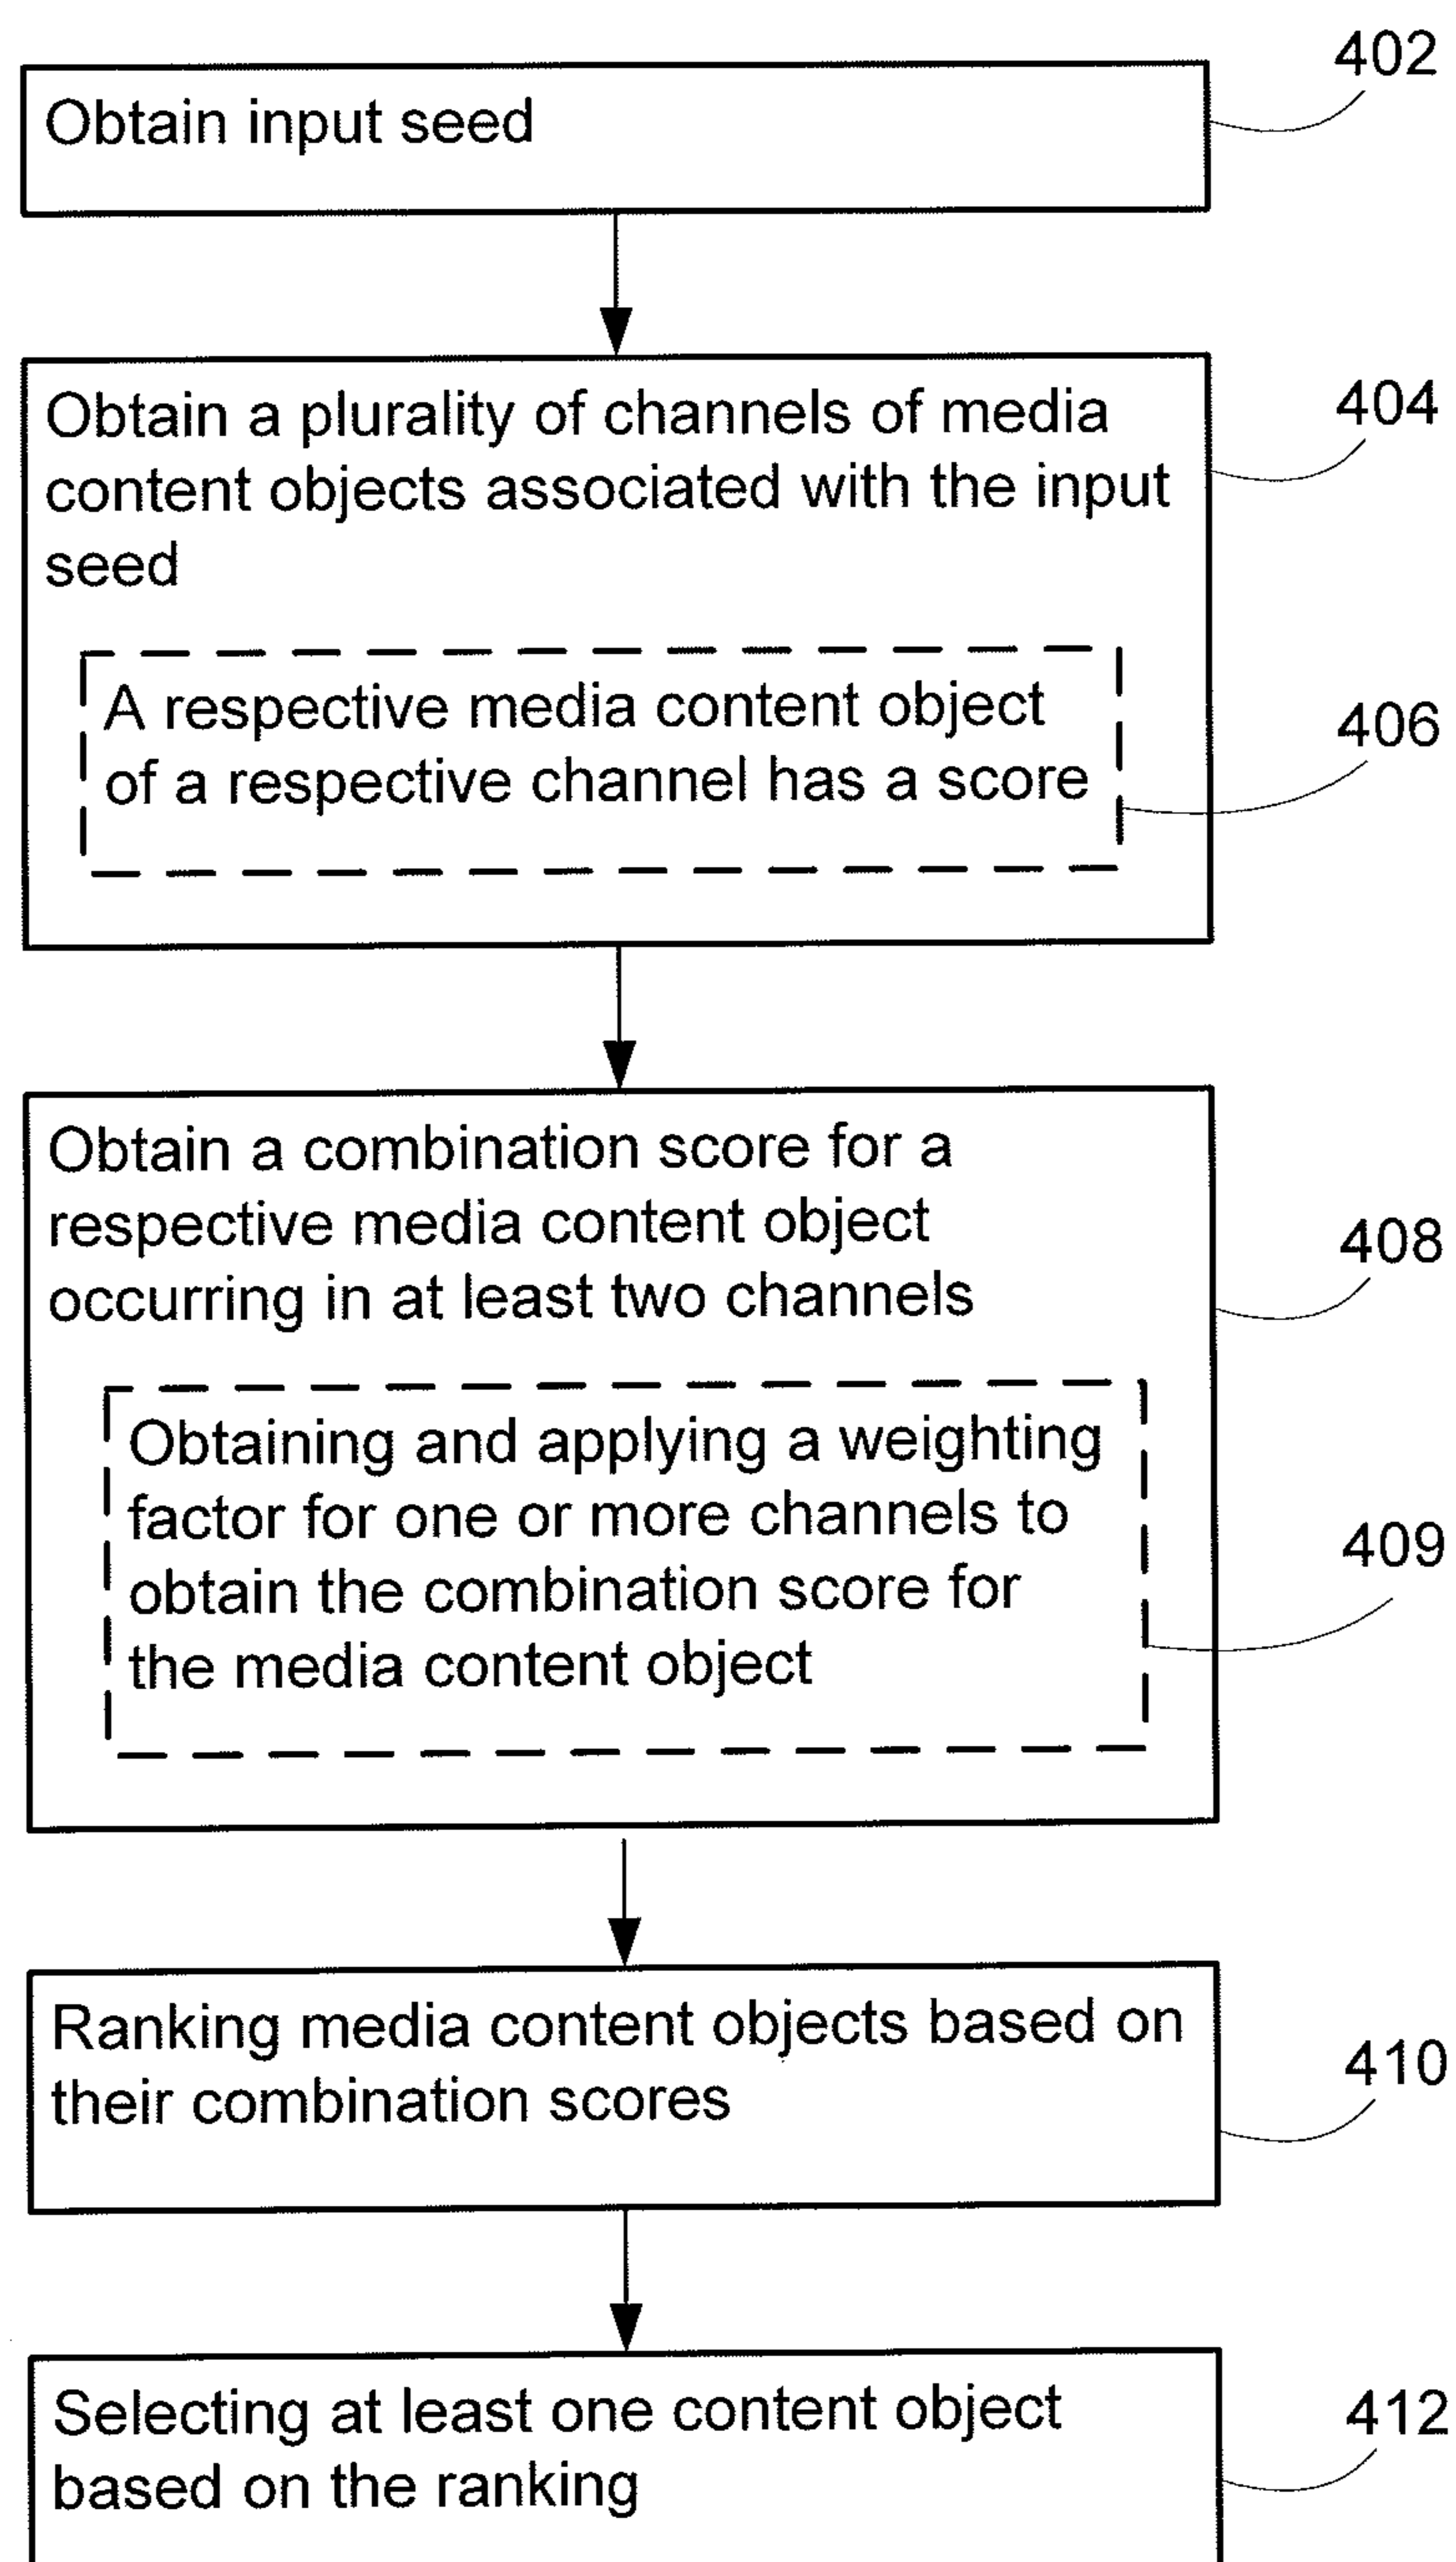 402
Obtain input seed
Obtain a plurality of channels of media
404
content objects associated with the input
seed
A respective media content object
406
of a respective channel has a score
Obtain a combination score for a
respective media content object
408
occurring in at least two channels
Obtaining and applying a weighting
factor for one or more channels to
409
obtain the combination score for
the media content object
Ranking media content objects based on
410
their combination scores
Selecting at least one content object
412
based on the ranking